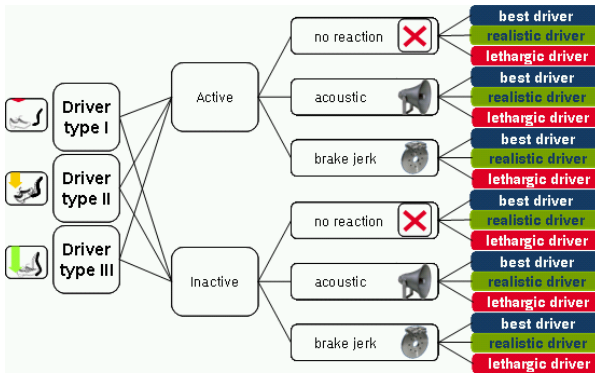 Driver
type I
Driver
type II
Driver
type III
Active
Inactive
no reaction
acoustic
brake jerk
no reaction
acoustic
brake jerk
best driver
realistic driver
lethargic driver
best driver
realistic driver
lethargic driver
best driver
realistic driver
lethargic driver
best driver
realistic driver
lethargic driver
best driver
realistic driver
lethargic driver
best driver
realistic driver
lethargic driver